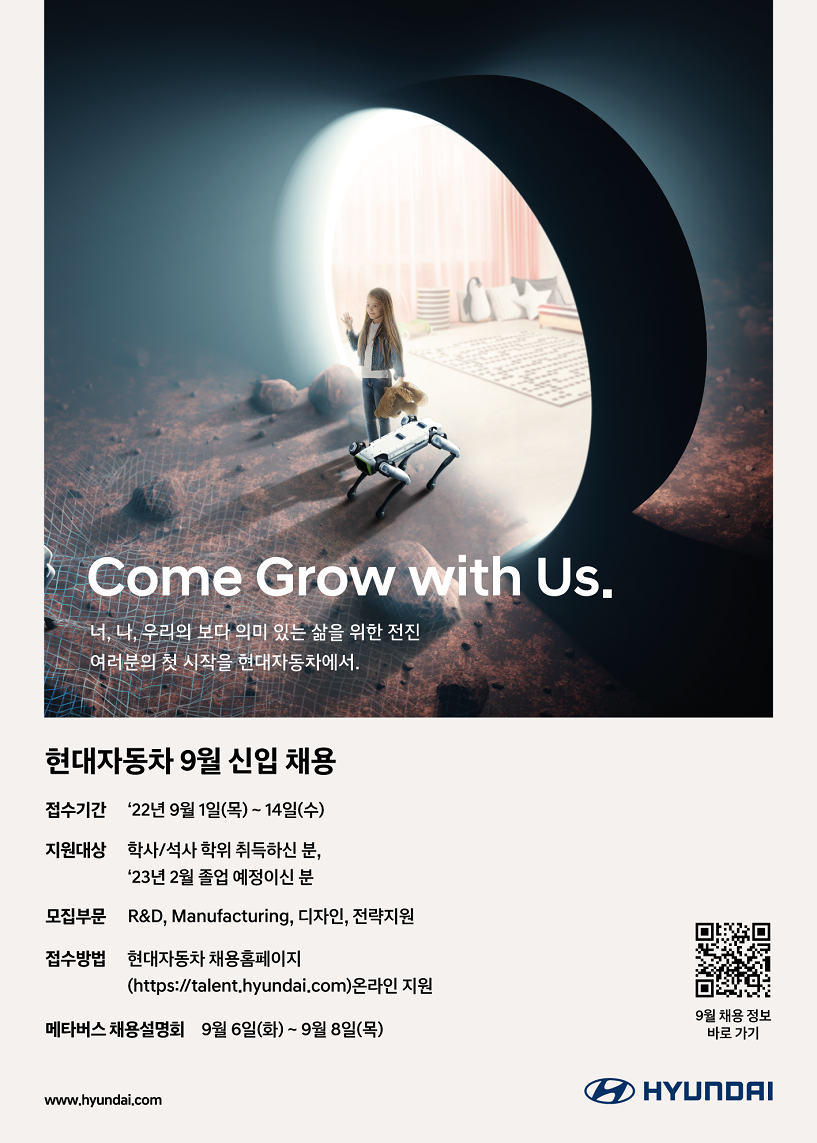 Come Grow with Us.
너, 나, 우리의 보다 의미 있는 삶을 위한 전진
여러분의 첫 시작을 현대자동차에서.
현대자동차 9월 신입 채용
접수기간 ‘22년 9월 1일(목) ~ 14일(수)
지원대상 학사/석사 학위 취득하신 분,
‘23년 2월 졸업 예정이신 분
모집부문 R&D, Manufacturing, 디자인, 전략지원
접수방법 현대자동차 채용홈페이지
(https://talent.hyundai.com)온라인 지원
메타버스 채용설명회 9월 6일(화) ~ 9월 8일(목)
9월 채용 정보
바로 가기
www.hyundai.com
HYUNDAI